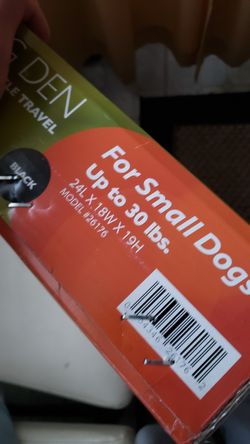 DEN
LE TRAVEL
BLACK
For Small Dogs
Up to 30 lbs.
24L X 18W X 19H
MODEL #26176